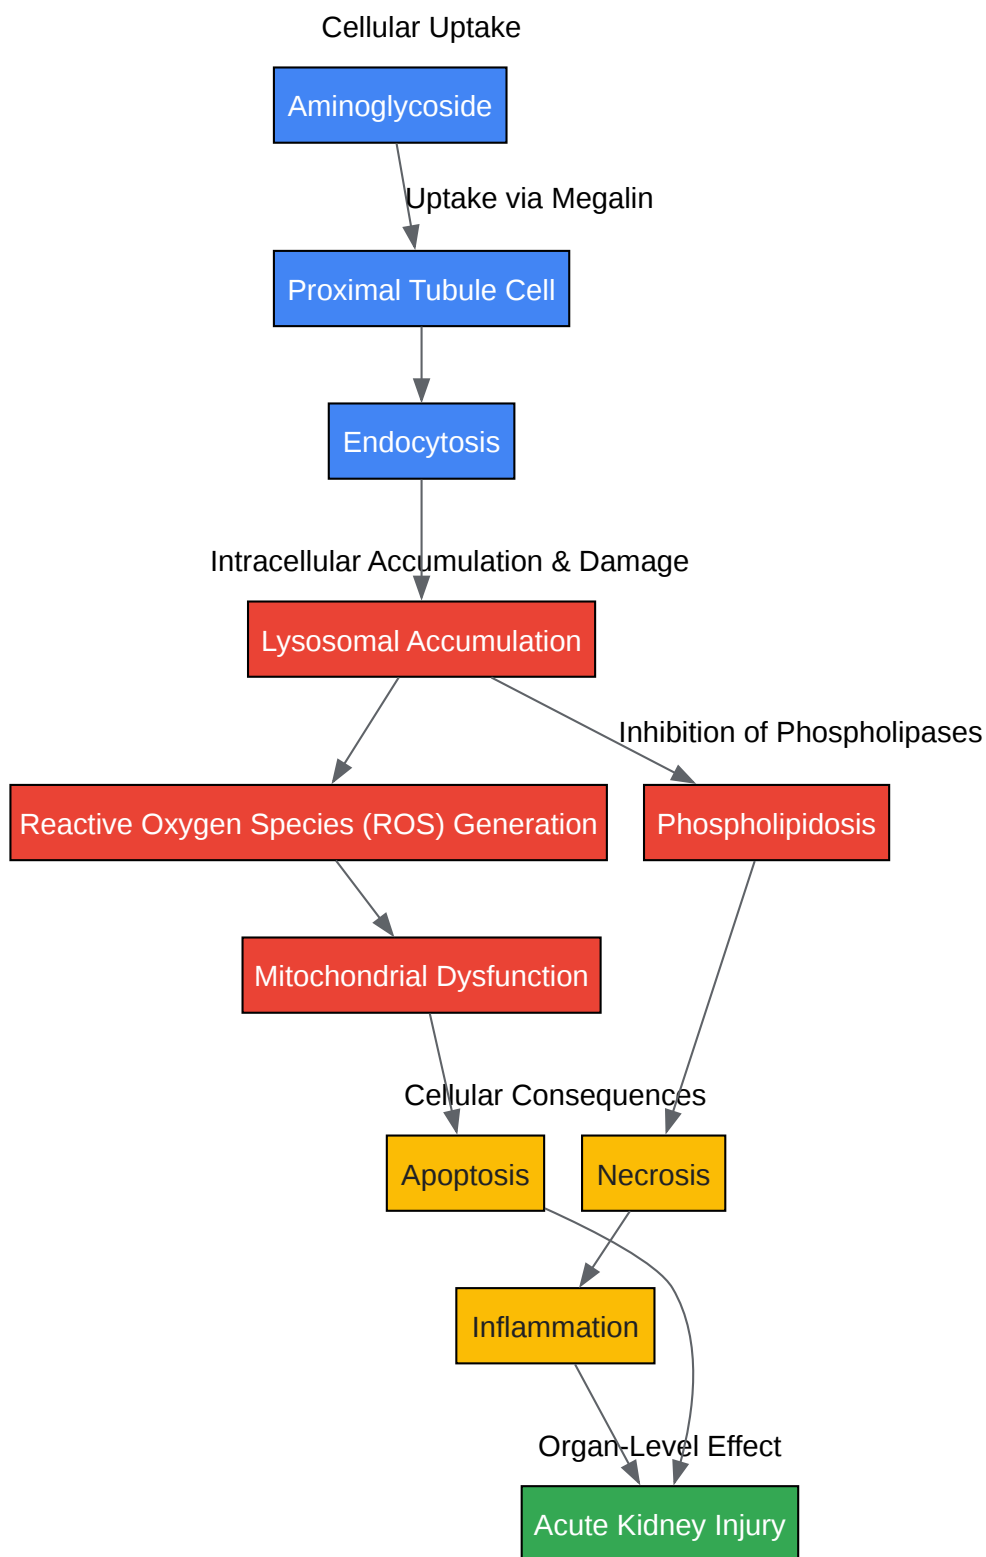 Cellular Uptake
Aminoglycoside
Uptake via Megalin
Proximal Tubule Cell
Endocytosis
Intracellular Accumulation & Damage
Lysosomal Accumulation
Inhibition of Phospholipases
Reactive Oxygen Species (ROS) Generation
Phospholipidosis
Mitochondrial Dysfunction
Cellular Consequences
Apoptosis
Necrosis
Inflammation
Organ-Level Effect
Acute Kidney Injury